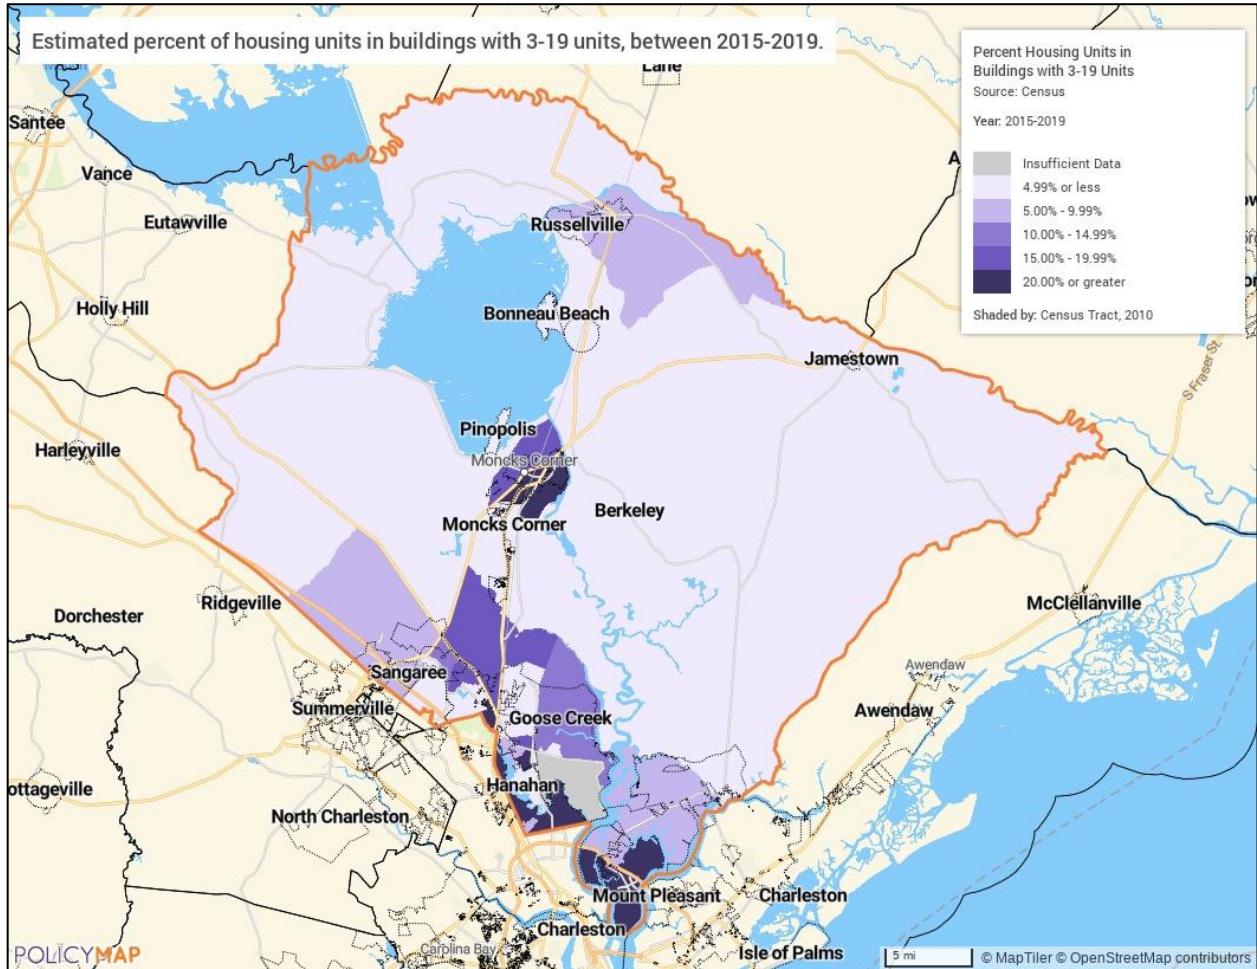 Estimated percent of housing units in buildings with 3-19 units, between 2015-2019.
Percent Housing Units in
Buildings with 3-19 Units
Source: Census
Year: 2015-2019
Insufficient Data
4.99% or less
5.00% - 9.99%
10.00% - 14.99%
15.00% - 19.99%
20.00% or greater
Shaded by: Census Tract, 2010
Lane
Santee
Vance
Eutawville
Russellville
Holly Hill
Bonneau Beach
Jamestown
S Fraser St
Pinopolis
Harleyville
Moncks Corner
Berkeley
Moncks Corner
Ridgeville
Dorchester
McClellanville
Sangaree
Awendaw
Summerville
Goose Creek
Awendaw
Hanahan
ottageville
North Charleston
Mount Pleasant
Charleston
Charleston
Carolina Bay
Isle of Palms
POLICYMAP
5 mi
© MapTiler © OpenStreetMap contributors